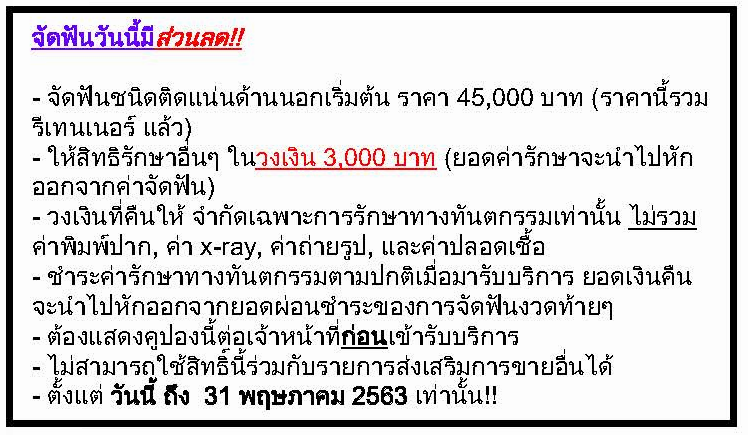 จัดฟันวันนี้มีส่วนลด!!
- จัดฟันชนิดติดแน่นด้านนอกเริ่มต้น ราคา 45,000 บาท (ราคานี้รวม
รีเทนเนอร์ แล้ว)
- ให้สิทธิรักษาอื่นๆ ในวงเงิน 3,000 บาท (ยอดค่ารักษาจะนำไปหัก
ออกจากค่าจัดฟัน)
- วงเงินที่คืนให้ จำกัดเฉพาะการรักษาทางทันตกรรมเท่านั้น ไม่รวม
ค่าพิมพ์ปาก, ค่า x-ray, ค่าถ่ายรูป, และค่าปลอดเชื้อ
- ชำระค่ารักษาทางทันตกรรมตามปกติเมื่อมารับบริการ ยอดเงินคืน
จะนำไปหักออกจากยอดผ่อนชำระของการจัดฟันงวดท้ายๆ
- ต้องแสดงคูปองนี้ต่อเจ้าหน้าที่ก่อนเข้ารับบริการ
- ไม่สามารถใช้สิทธิ์นี้ร่วมกับรายการส่งเสริมการขายอื่นได้
- ตั้งแต่ วันนี้ ถึง 31 พฤษภาคม 2563 เท่านั้น!!